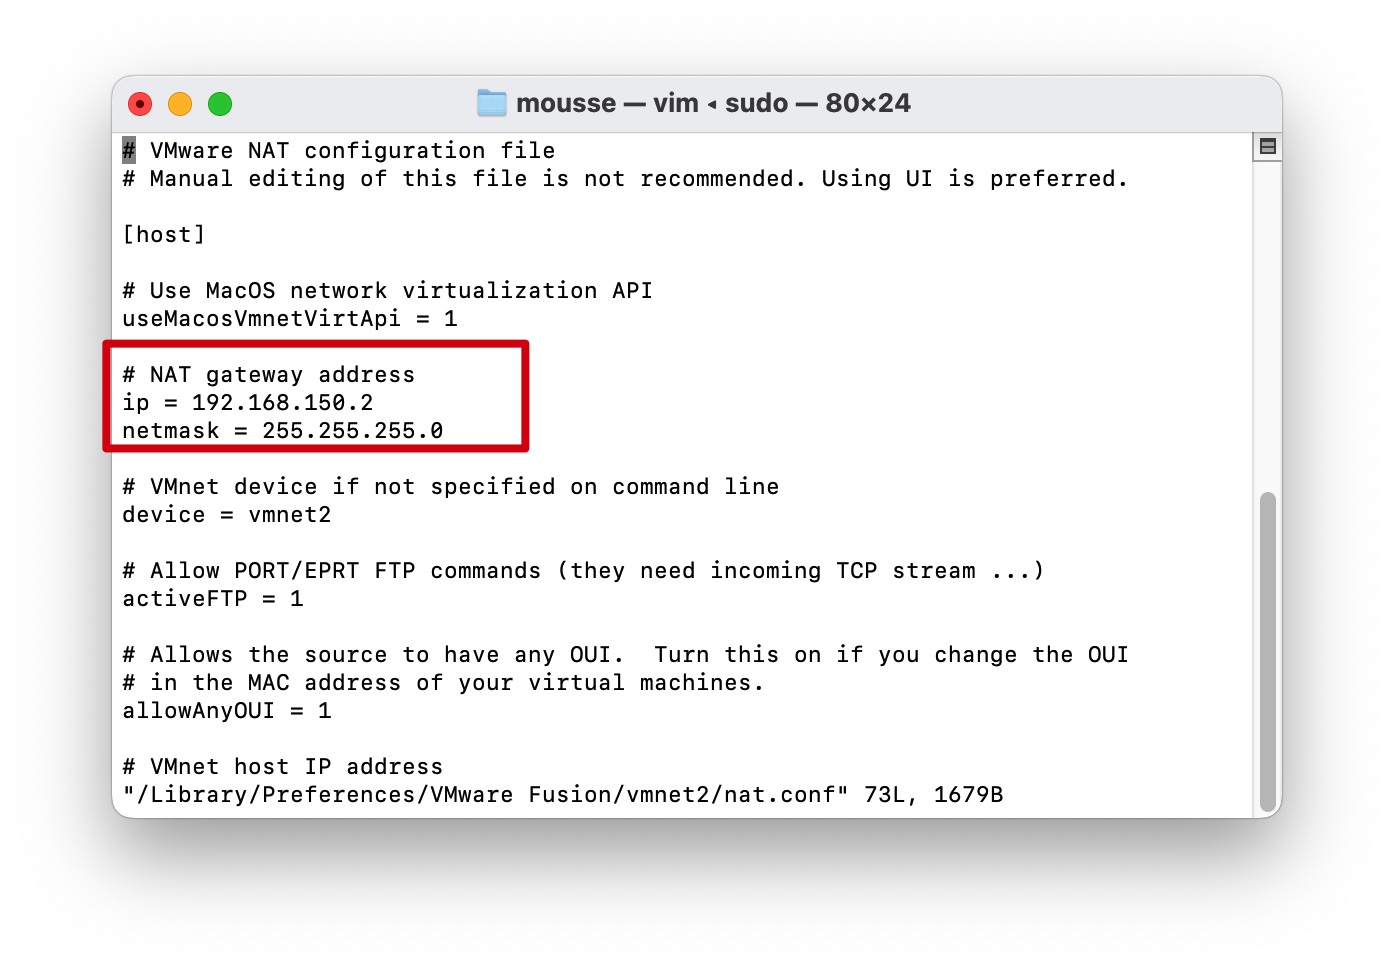 mousse — vim ◂ sudo — 80×24
# VMware NAT configuration file
# Manual editing of this file is not recommended. Using UI is preferred.
[host]
# Use MacOS network virtualization API
useMacosVmnetVirtApi = 1
# NAT gateway address
ip = 192.168.150.2
netmask = 255.255.255.0
# VMnet device if not specified on command line
device = vmnet2
# Allow PORT/EPRT FTP commands (they need incoming TCP stream ...)
activeFTP = 1
# Allows the source to have any OUI.  Turn this on if you change the OUI
# in the MAC address of your virtual machines.
allowAnyOUI = 1
# VMnet host IP address
"/Library/Preferences/VMware Fusion/vmnet2/nat.conf" 73L, 1679B